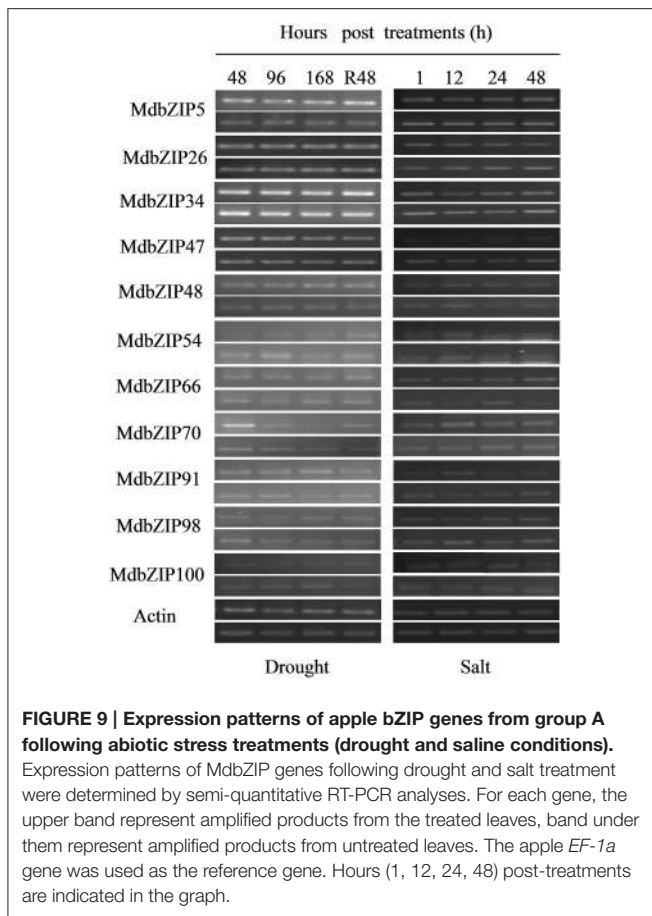 Hours post treatments (h)
48 96 168 R48 1 12 24 48
MdbZIP5
MdbZIP26
MdbZIP34
MdbZIP47
MdbZIP48
MdbZIP54
MdbZIP66
MdbZIP70
MdbZIP91
MdbZIP98
MdbZIP100
Actin
Drought Salt
FIGURE 9 | Expression patterns of apple bZIP genes from group A
following abiotic stress treatments (drought and saline conditions).
Expression patterns of MdbZIP genes following drought and salt treatment
were determined by semi-quantitative RT-PCR analyses. For each gene, the
upper band represent amplified products from the treated leaves, band under
them represent amplified products from untreated leaves. The apple EF-1a
gene was used as the reference gene. Hours (1, 12, 24, 48) post-treatments
are indicated in the graph.